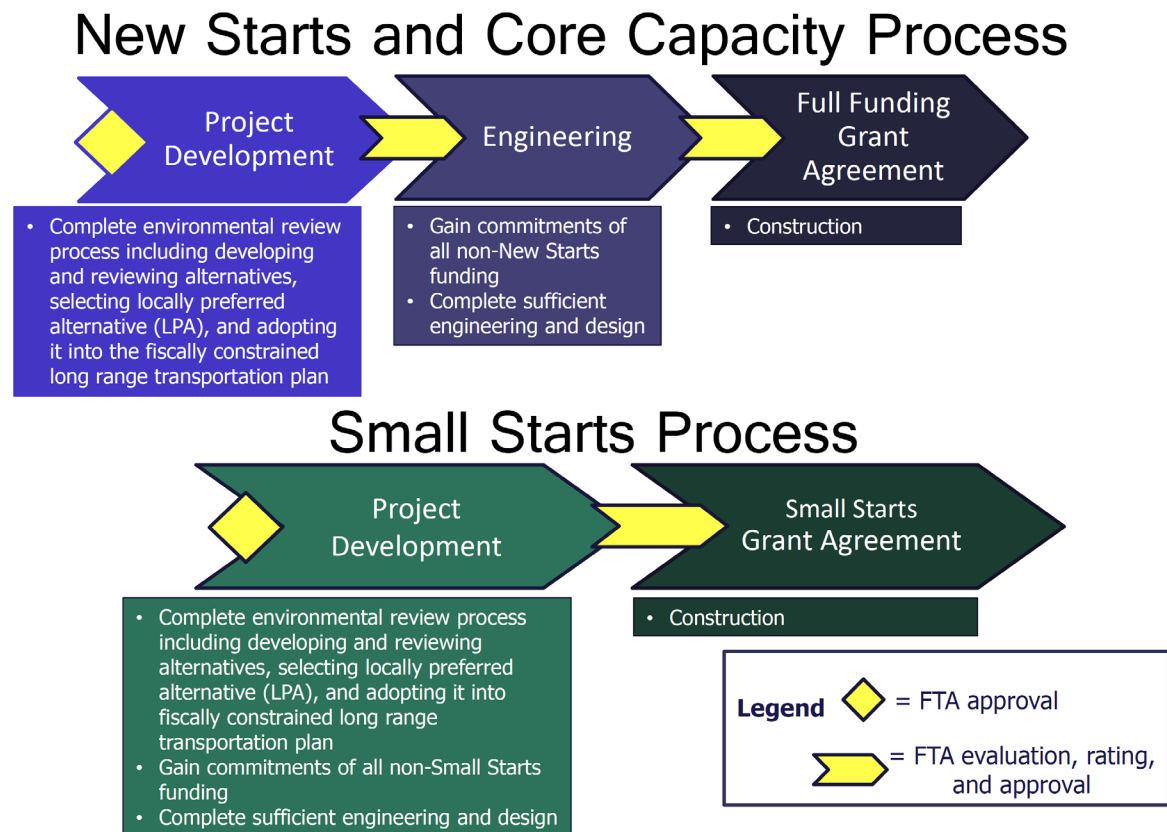 New Starts and Core Capacity Process
Project
Development
Engineering
Full Funding
Grant
Agreement
• Complete environmental review
process including developing
and reviewing alternatives,
selecting locally preferred
alternative (LPA), and adopting
it into the fiscally constrained
long range transportation plan
• Gain commitments of
all non-New Starts
funding
• Complete sufficient
engineering and design
• Construction
Small Starts Process
Project
Development
Small Starts
Grant Agreement
• Complete environmental review process
including developing and reviewing
alternatives, selecting locally preferred
alternative (LPA), and adopting it into
fiscally constrained long range
transportation plan
• Gain commitments of all non-Small Starts
funding
• Complete sufficient engineering and design
• Construction
Legend
= FTA approval
= FTA evaluation, rating,
and approval